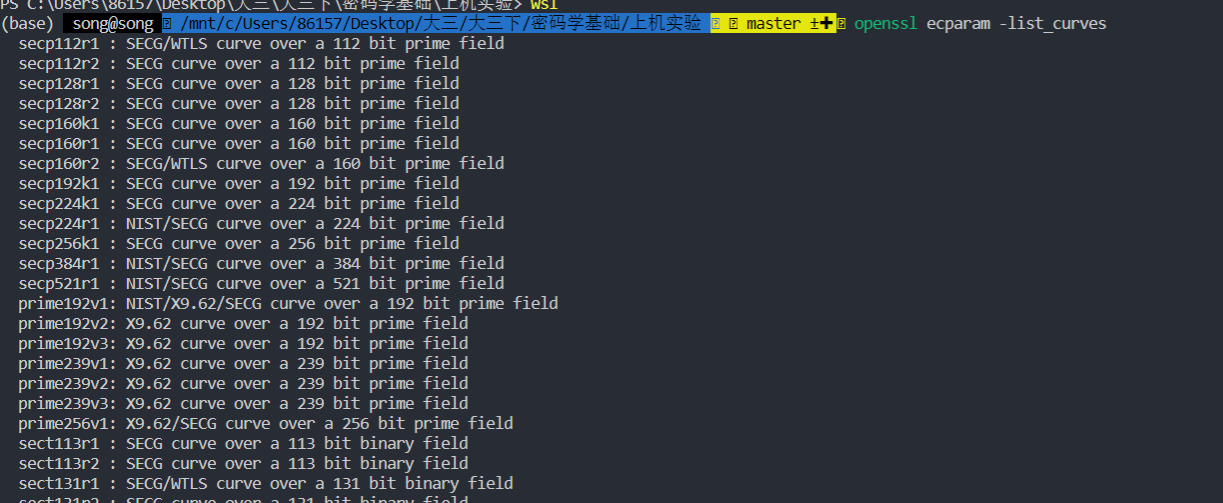 PS C:\Users\86157\Desktop\大三\大三下\密码学基础\上机实验> wsl
(base) song@song /mnt/c/Users/86157/Desktop/大三/大三下/密码学基础/上机实验 master ±✚ openssl ecparam -list_curves
secp112r1 : SECG/WTLS curve over a 112 bit prime field
secp112r2 : SECG curve over a 112 bit prime field
secp128r1 : SECG curve over a 128 bit prime field
secp128r2 : SECG curve over a 128 bit prime field
secp160k1 : SECG curve over a 160 bit prime field
secp160r1 : SECG curve over a 160 bit prime field
secp160r2 : SECG/WTLS curve over a 160 bit prime field
secp192k1 : SECG curve over a 192 bit prime field
secp224k1 : SECG curve over a 224 bit prime field
secp224r1 : NIST/SECG curve over a 224 bit prime field
secp256k1 : SECG curve over a 256 bit prime field
secp384r1 : NIST/SECG curve over a 384 bit prime field
secp521r1 : NIST/SECG curve over a 521 bit prime field
prime192v1: NIST/X9.62/SECG curve over a 192 bit prime field
prime192v2: X9.62 curve over a 192 bit prime field
prime192v3: X9.62 curve over a 192 bit prime field
prime239v1: X9.62 curve over a 239 bit prime field
prime239v2: X9.62 curve over a 239 bit prime field
prime239v3: X9.62 curve over a 239 bit prime field
prime256v1: X9.62/SECG curve over a 256 bit prime field
sect113r1 : SECG curve over a 113 bit binary field
sect113r2 : SECG curve over a 113 bit binary field
sect131r1 : SECG/WTLS curve over a 131 bit binary field
sect131r2 : SECG curve over a 131 bit binary field